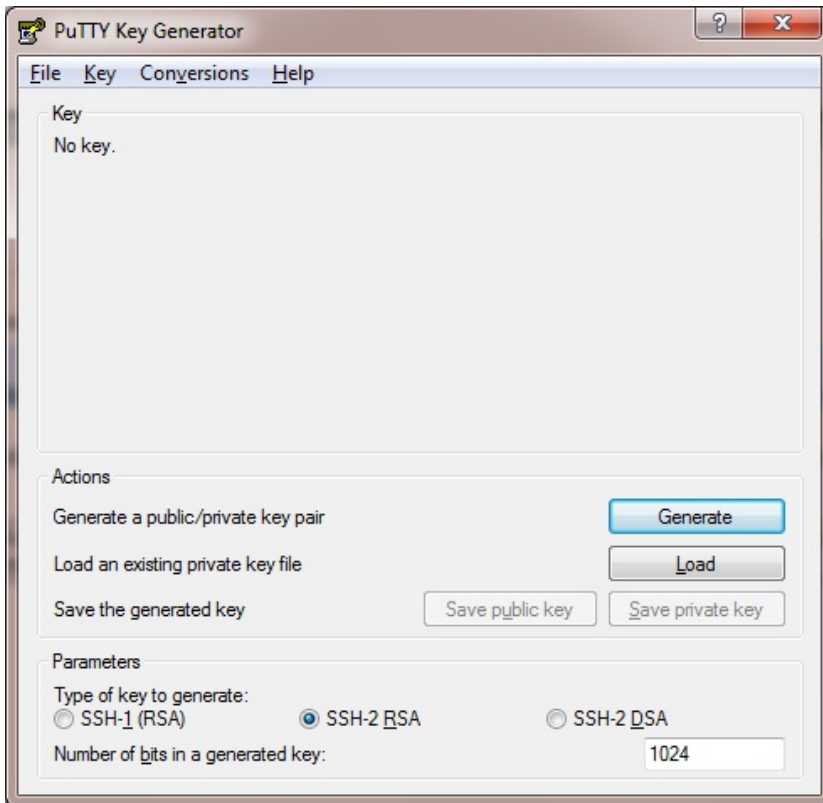 PuTTY Key Generator
?
X
File Key Conversions Help
Key
No key.
Actions
Generate a public/private key pair Generate
Load an existing private key file Load
Save the generated key Save public key Save private key
Parameters
Type of key to generate:
SSH-1 (RSA) SSH-2 RSA SSH-2 DSA
Number of bits in a generated key: 1024